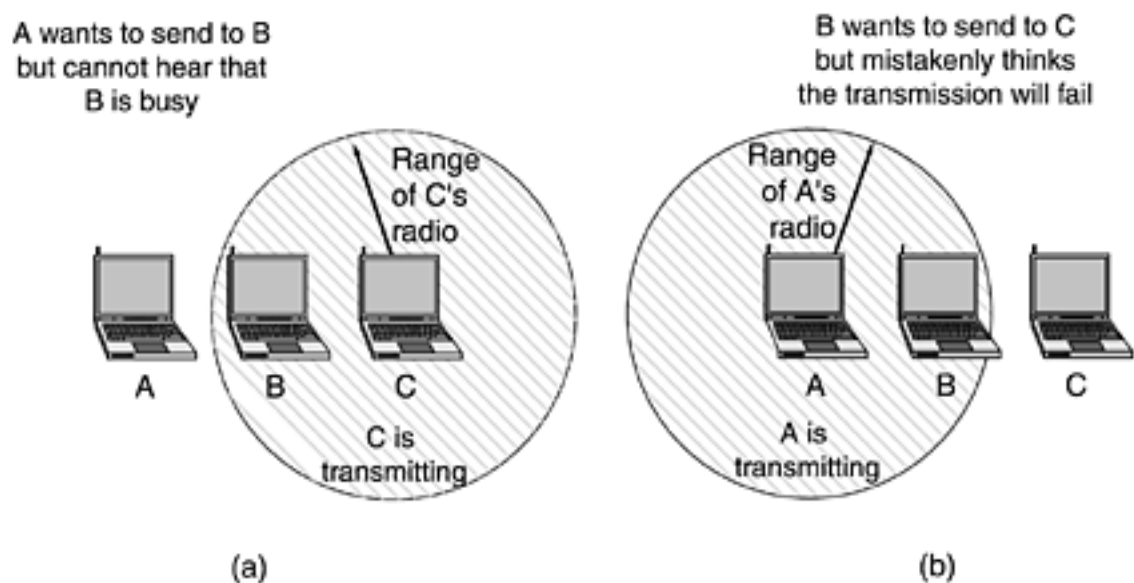 A wants to send to B
but cannot hear that
B is busy
Range
of C's
radio
A
B
C
C is
transmitting
(a)
B wants to send to C
but mistakenly thinks
the transmission will fail
Range
of A's
radio
A
B
C
A is
transmitting
(b)